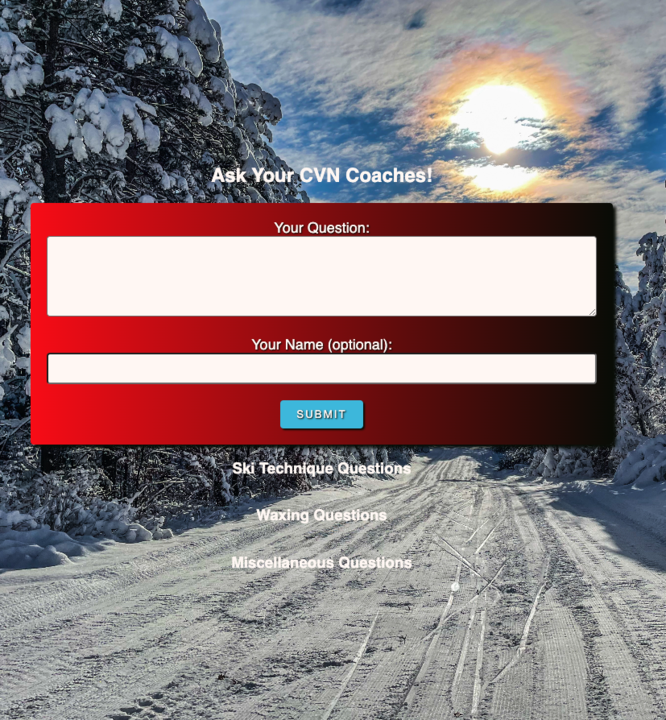 Ask Your CVN Coaches!
Your Question:
Your Name (optional):
SUBMIT
Ski Technique Questions
Waxing Questions
Miscellaneous Questions